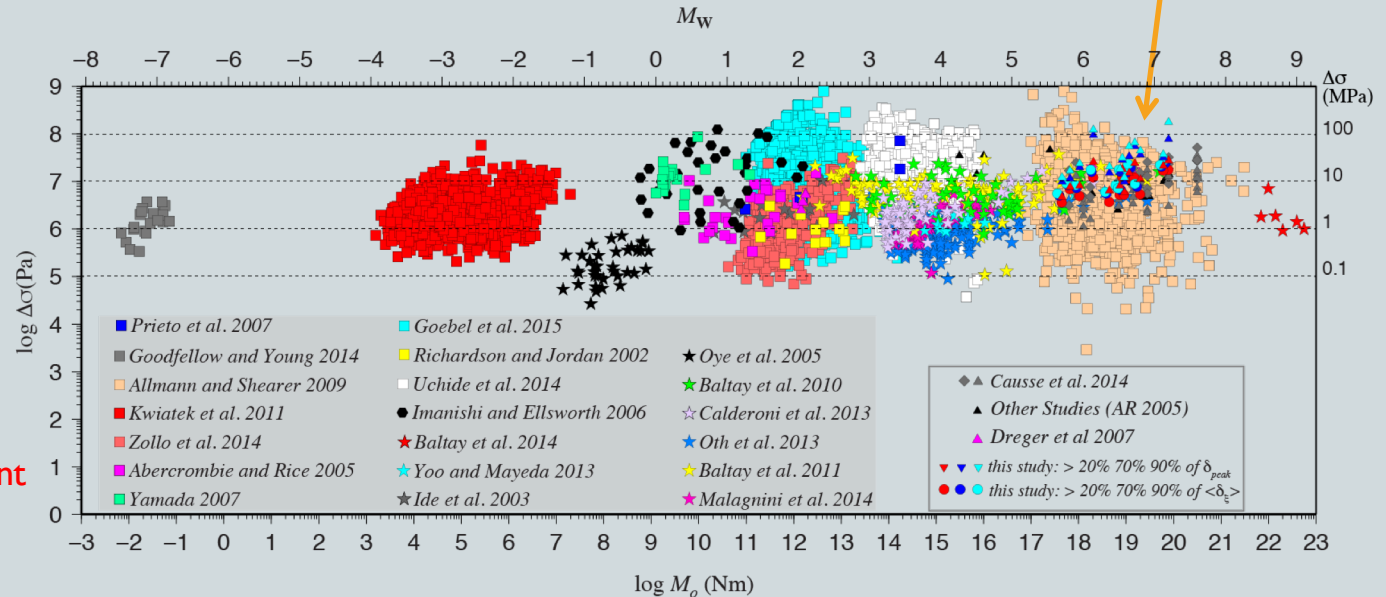 M_W
−8 −7 −6 −5 −4 −3 −2 −1 0 1 2 3 4 5 6 7 8 9
Δσ
(MPa)
9
8
7
6
5
4
3
2
1
0
100
10
1
0.1
log Δσ(Pa)
Prieto et al. 2007
Goodfellow and Young 2014
Allmann and Shearer 2009
Kwiatek et al. 2011
Zollo et al. 2014
Abercrombie and Rice 2005
Yamada 2007
Goebel et al. 2015
Richardson and Jordan 2002
Uchide et al. 2014
Imanishi and Ellsworth 2006
Baltay et al. 2014
Yoo and Mayeda 2013
Ide et al. 2003
Oye et al. 2005
Baltay et al. 2010
Calderoni et al. 2013
Oth et al. 2013
Baltay et al. 2011
Malagnini et al. 2014
Causse et al. 2014
Other Studies (AR 2005)
Dreger et al 2007
this study: > 20% 70% 90% of δ_peak
this study: > 20% 70% 90% of <δ_ξ>
nt
−3 −2 −1 0 1 2 3 4 5 6 7 8 9 10 11 12 13 14 15 16 17 18 19 20 21 22 23
log M_o (Nm)